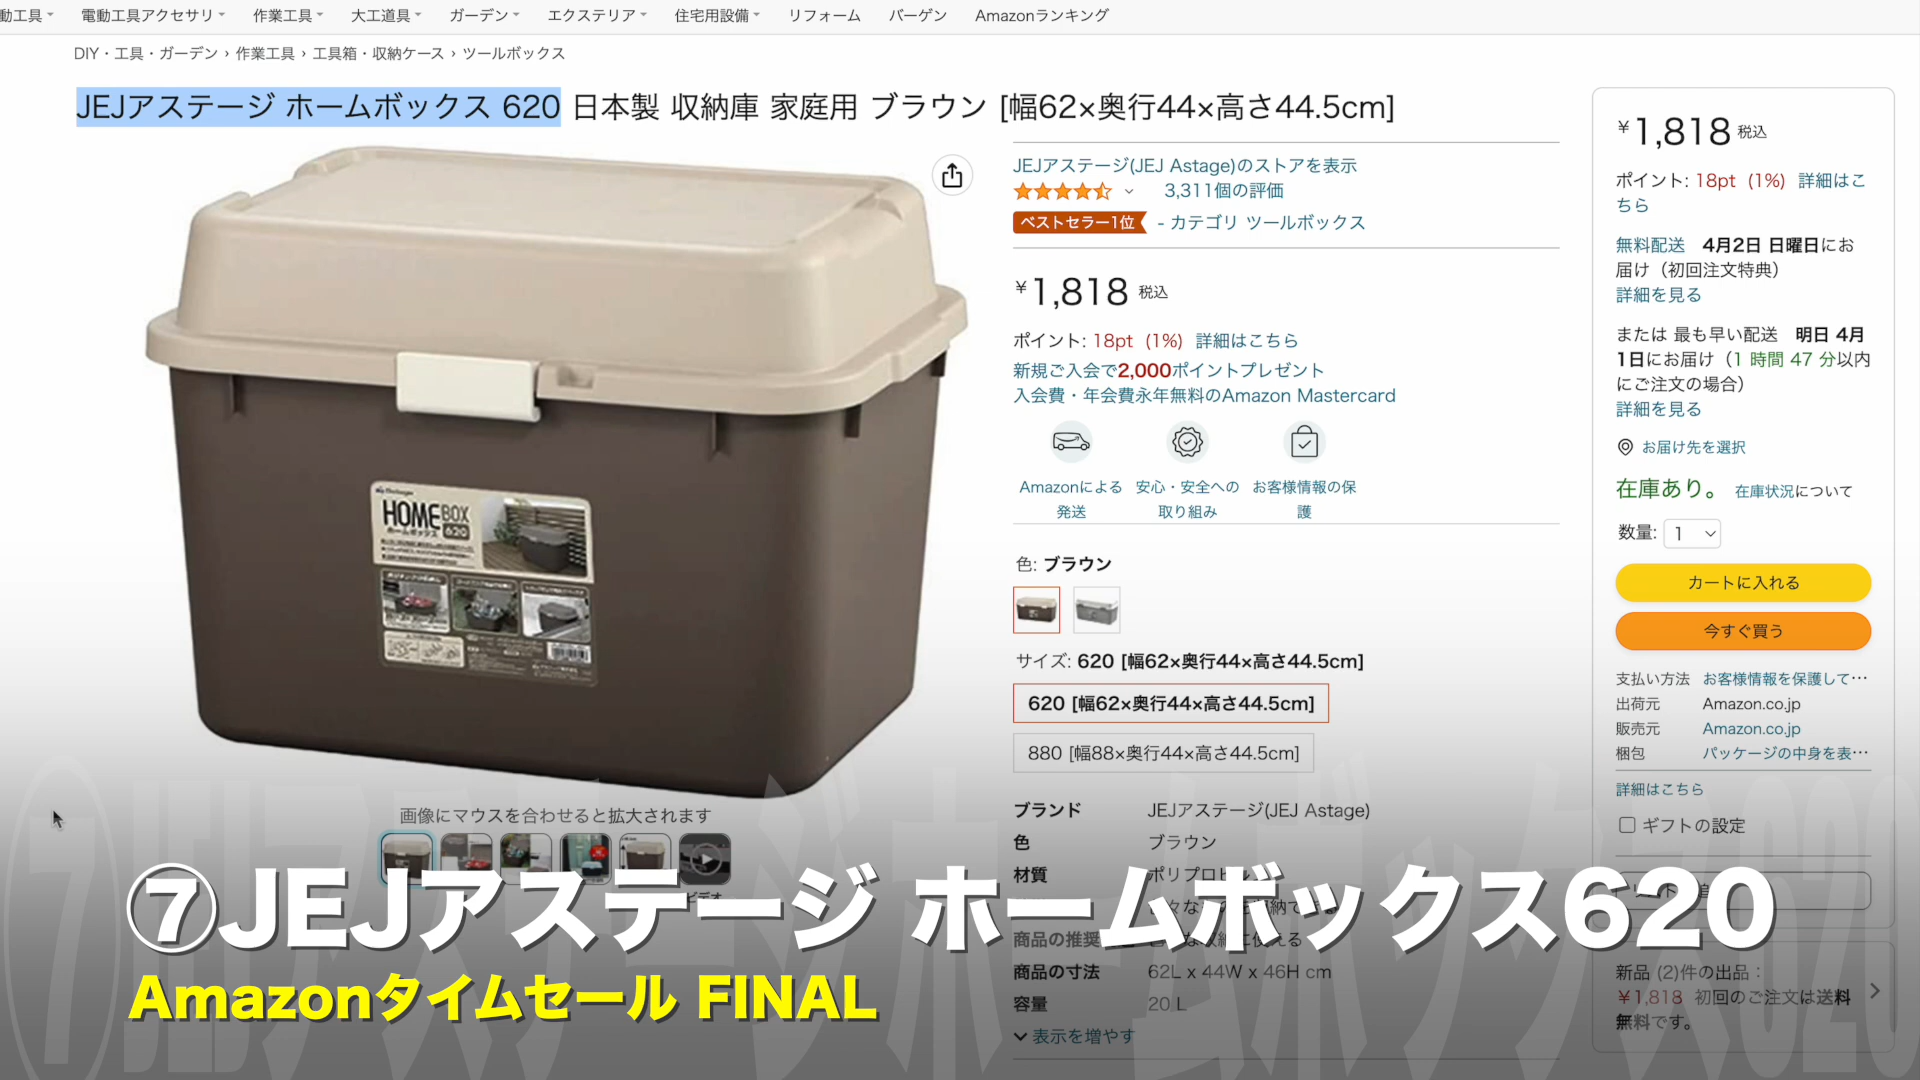 動工具 電動工具アクセサリ 作業工具 大工道具 ガーデン エクステリア 住宅用設備 リフォーム バーゲン Amazonランキング
DIY・工具・ガーデン › 作業工具 › 工具箱・収納ケース › ツールボックス
JEJアステージ ホームボックス 620 日本製 収納庫 家庭用 ブラウン [幅62×奥行44×高さ44.5cm]
HOME BOX
ホームボックス 620
画像にマウスを合わせると拡大されます
JEJアステージ(JEJ Astage)のストアを表示
3,311個の評価
ベストセラー1位 - カテゴリ ツールボックス
¥1,818 税込
ポイント: 18pt (1%) 詳細はこちら
新規ご入会で2,000ポイントプレゼント
入会費・年会費永年無料のAmazon Mastercard
Amazonによる発送
安心・安全への取り組み
お客様情報の保護
色: ブラウン
サイズ: 620 [幅62×奥行44×高さ44.5cm]
620 [幅62×奥行44×高さ44.5cm]
880 [幅88×奥行44×高さ44.5cm]
ブランド JEJアステージ(JEJ Astage)
色 ブラウン
材質
商品の推奨
商品の寸法 62L x 44W x 46H cm
容量 20 L
表示を増やす
¥1,818 税込
ポイント: 18pt (1%) 詳細はこ
ちら
無料配送 4月2日 日曜日にお
届け（初回注文特典）
詳細を見る
または 最も早い配送 明日 4月
1日にお届け（1 時間 47 分以内
にご注文の場合）
詳細を見る
お届け先を選択
在庫あり。 在庫状況について
数量: 1
カートに入れる
今すぐ買う
支払い方法 お客様情報を保護して…
出荷元 Amazon.co.jp
販売元 Amazon.co.jp
梱包 パッケージの中身を表…
詳細はこちら
ギフトの設定
新品 (2)件の出品：
¥1,818 初回のご注文は送料
無料です。
⑦JEJアステージ ホームボックス620
Amazonタイムセール FINAL